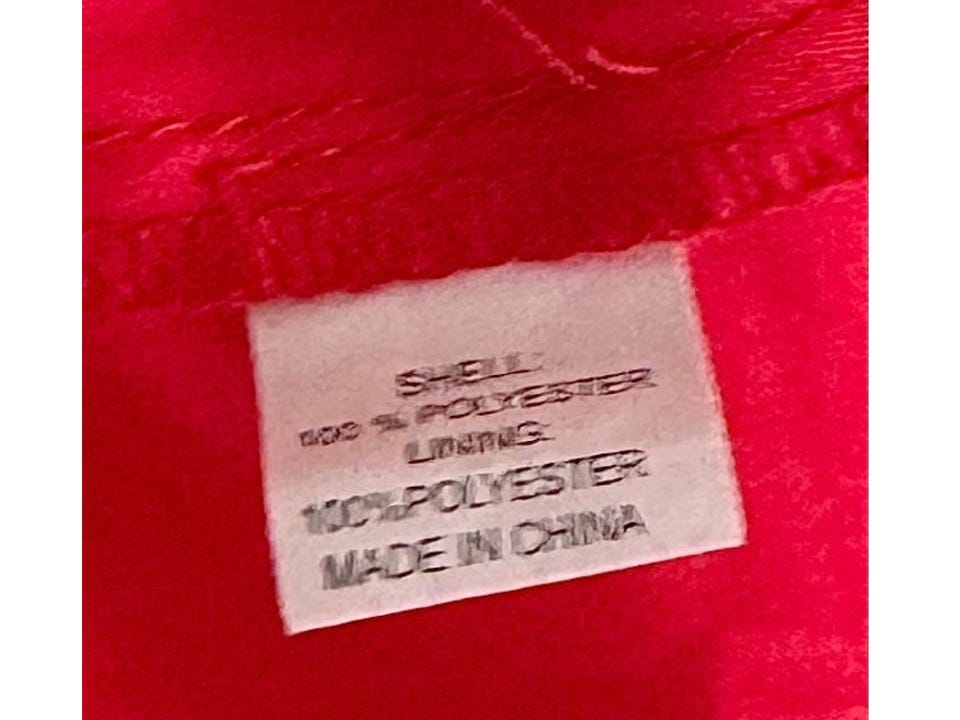 SHELL:
100 % POLYESTER
LINING:
100%POLYESTER
MADE IN CHINA